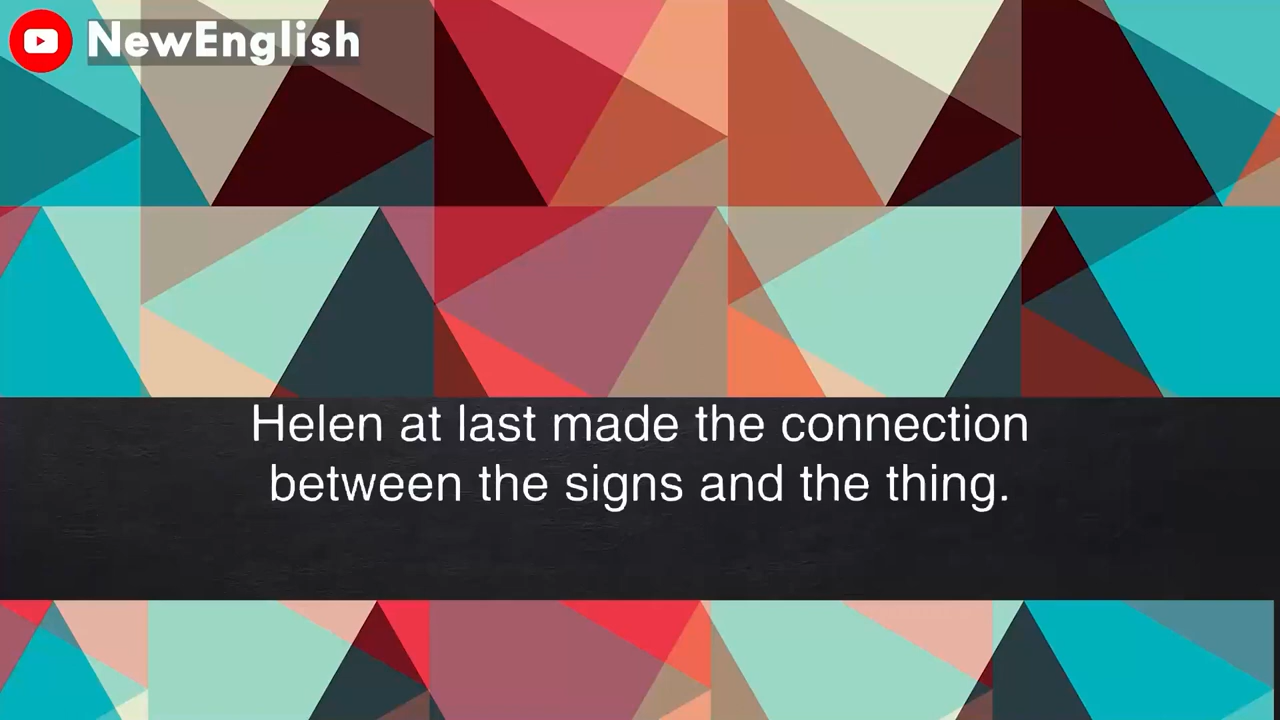 NewEnglish
Helen at last made the connection
between the signs and the thing.